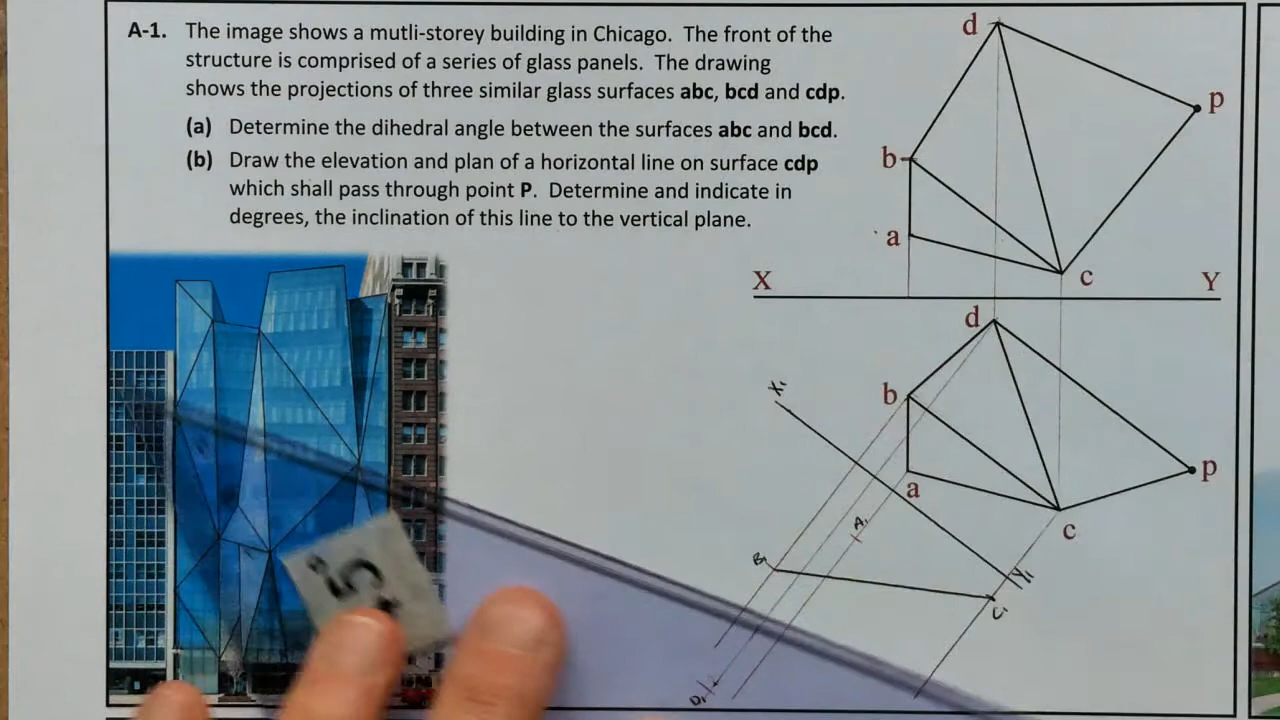 A-1. The image shows a mutli-storey building in Chicago. The front of the
structure is comprised of a series of glass panels. The drawing
shows the projections of three similar glass surfaces abc, bcd and cdp.
(a) Determine the dihedral angle between the surfaces abc and bcd.
(b) Draw the elevation and plan of a horizontal line on surface cdp
which shall pass through point P. Determine and indicate in
degrees, the inclination of this line to the vertical plane.
d
p
b
a
c
X
Y
d
b
X₁
a
p
c
A₁
B₁
Y₁
C₁
D₁